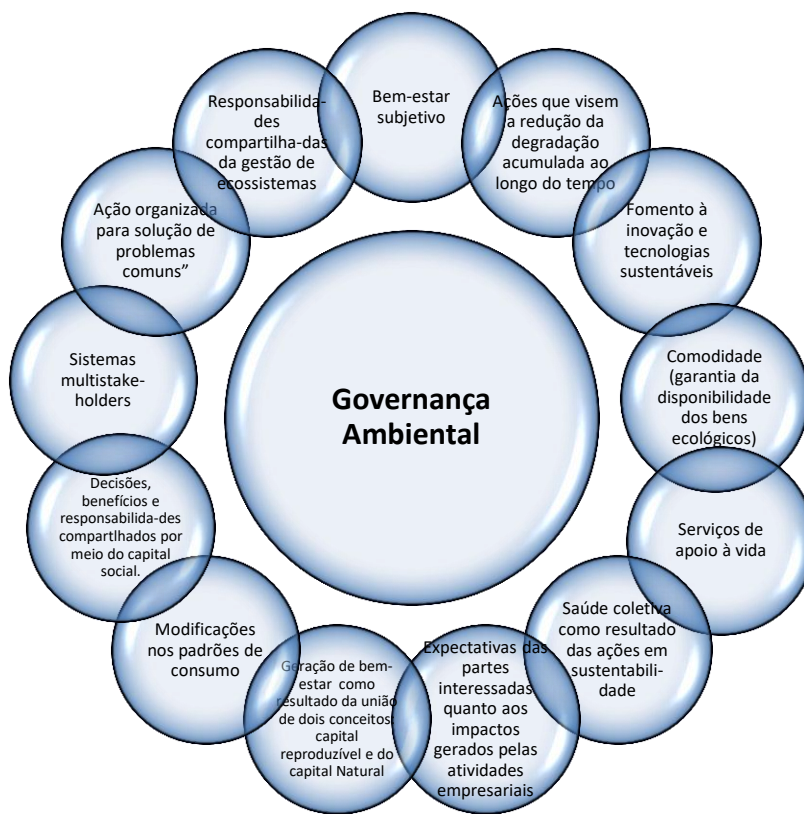 Bem-estar
subjetivo
Ações que visem
a redução da
degradação
acumulada ao
longo do tempo
Fomento à
inovação e
tecnologias
sustentáveis
Comodidade
(garantia da
disponibilidade
dos bens
ecológicos)
Serviços de
apoio à vida
Saúde coletiva
como resultado
das ações em
sustentabili-
dade
Expectativas das
partes
interessadas
quanto aos
impactos
gerados pelas
atividades
empresariais
Geração de bem-
estar como
resultado da união
de dois conceitos:
capital
reproduzível e do
capital Natural
Modificações
nos padrões de
consumo
Decisões,
benefícios e
responsabilida-des
compartlhados por
meio do capital
social.
Sistemas
multistake-
holders
Ação organizada
para solução de
problemas
comuns”
Responsabilida-
des
compartilha-das
da gestão de
ecossistemas
Governança
Ambiental